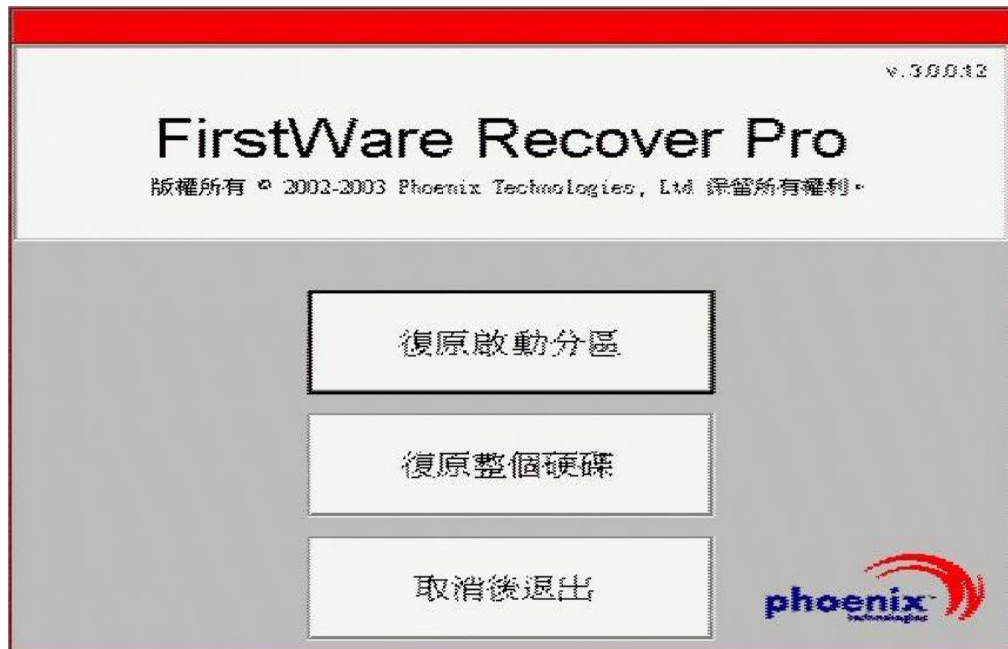 v.3.0.0.12
FirstWare Recover Pro
版權所有 © 2002-2003 Phoenix Technologies, Ltd 保留所有權利。
復原啟動分區
復原整個硬碟
取消後退出
phoenix
technologies